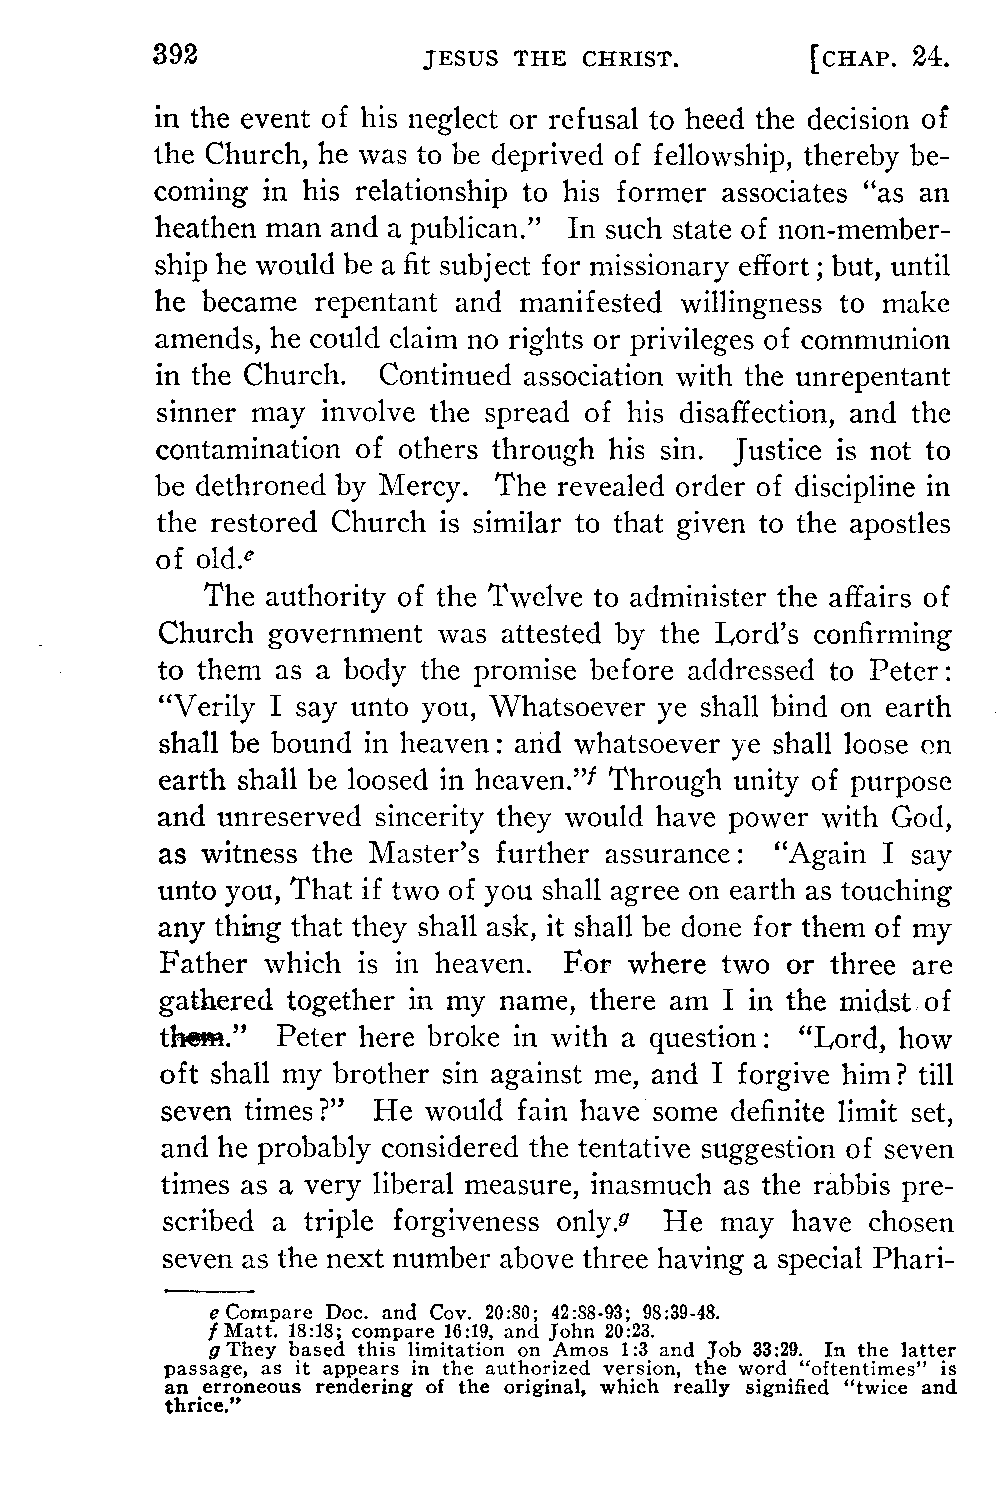 392 JESUS THE CHRIST. [CHAP. 24.
in the event of his neglect or refusal to heed the decision of
the Church, he was to be deprived of fellowship, thereby be-
coming in his relationship to his former associates “as an
heathen man and a publican.” In such state of non-member-
ship he would be a fit subject for missionary effort; but, until
he became repentant and manifested willingness to make
amends, he could claim no rights or privileges of communion
in the Church. Continued association with the unrepentant
sinner may involve the spread of his disaffection, and the
contamination of others through his sin. Justice is not to
be dethroned by Mercy. The revealed order of discipline in
the restored Church is similar to that given to the apostles
of old.e
The authority of the Twelve to administer the affairs of
Church government was attested by the Lord’s confirming
to them as a body the promise before addressed to Peter:
“Verily I say unto you, Whatsoever ye shall bind on earth
shall be bound in heaven: and whatsoever ye shall loose on
earth shall be loosed in heaven.”f Through unity of purpose
and unreserved sincerity they would have power with God,
as witness the Master’s further assurance: “Again I say
unto you, That if two of you shall agree on earth as touching
any thing that they shall ask, it shall be done for them of my
Father which is in heaven. For where two or three are
gathered together in my name, there am I in the midst of
them.” Peter here broke in with a question: “Lord, how
oft shall my brother sin against me, and I forgive him? till
seven times?” He would fain have some definite limit set,
and he probably considered the tentative suggestion of seven
times as a very liberal measure, inasmuch as the rabbis pre-
scribed a triple forgiveness only.g He may have chosen
seven as the next number above three having a special Phari-
e Compare Doc. and Cov. 20:80; 42:88-93; 98:39-48.
f Matt. 18:18; compare 16:19, and John 20:23.
g They based this limitation on Amos 1:3 and Job 33:29. In the latter
passage, as it appears in the authorized version, the word “oftentimes” is
an erroneous rendering of the original, which really signified “twice and
thrice.”